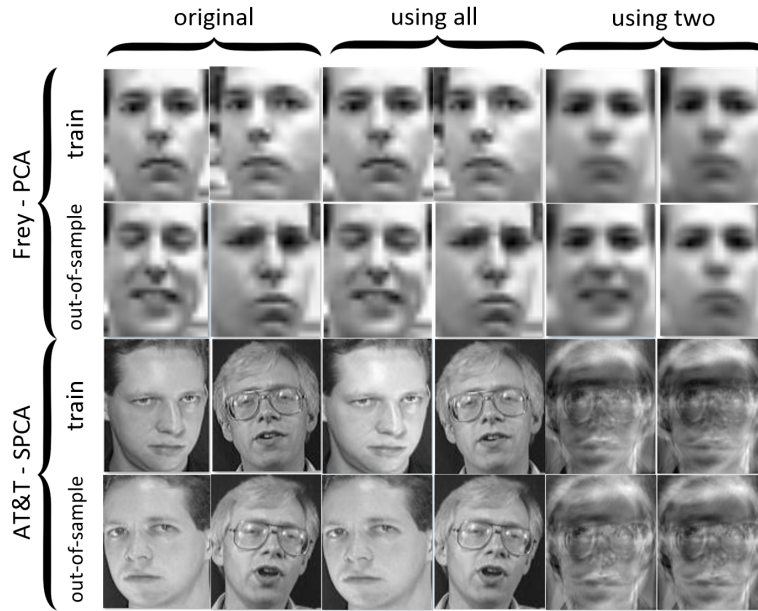 original
using all
using two
Frey - PCA
train
out-of-sample
AT&T - SPCA
train
out-of-sample